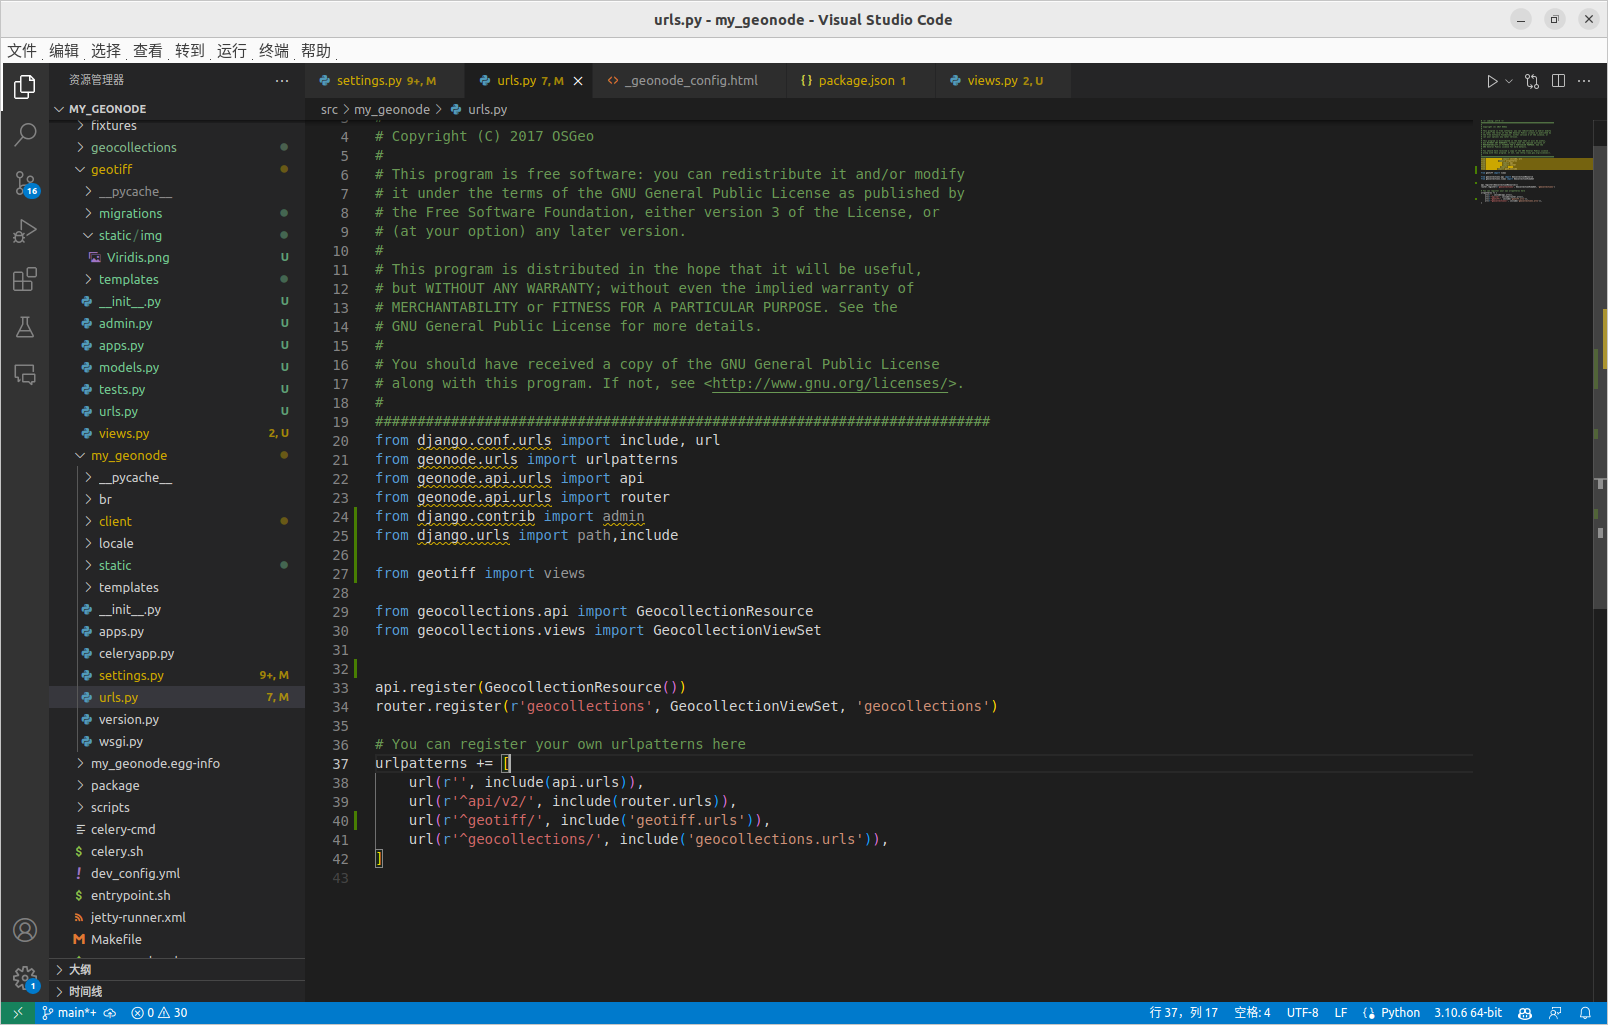 urls.py - my_geonode - Visual Studio Code
文件 编辑 选择 查看 转到 运行 终端 帮助
资源管理器 ···
settings.py 9+, M
urls.py 7, M
_geonode_config.html
package.json 1
views.py 2, U
MY_GEONODE
src > my_geonode > urls.py
fixtures
geocollections
geotiff
__pycache__
migrations
static / img
Viridis.png U
templates
__init__.py U
admin.py U
apps.py U
models.py U
tests.py U
urls.py U
views.py 2, U
my_geonode
__pycache__
br
client
locale
static
templates
__init__.py
apps.py
celeryapp.py
settings.py 9+, M
urls.py 7, M
version.py
wsgi.py
my_geonode.egg-info
package
scripts
celery-cmd
celery.sh
dev_config.yml
entrypoint.sh
jetty-runner.xml
Makefile
大纲
时间线
16
1
4 # Copyright (C) 2017 OSGeo
5 #
6 # This program is free software: you can redistribute it and/or modify
7 # it under the terms of the GNU General Public License as published by
8 # the Free Software Foundation, either version 3 of the License, or
9 # (at your option) any later version.
10 #
11 # This program is distributed in the hope that it will be useful,
12 # but WITHOUT ANY WARRANTY; without even the implied warranty of
13 # MERCHANTABILITY or FITNESS FOR A PARTICULAR PURPOSE. See the
14 # GNU General Public License for more details.
15 #
16 # You should have received a copy of the GNU General Public License
17 # along with this program. If not, see <http://www.gnu.org/licenses/>.
18 #
19 #########################################################################
20 from django.conf.urls import include, url
21 from geonode.urls import urlpatterns
22 from geonode.api.urls import api
23 from geonode.api.urls import router
24 from django.contrib import admin
25 from django.urls import path,include
26
27 from geotiff import views
28
29 from geocollections.api import GeocollectionResource
30 from geocollections.views import GeocollectionViewSet
31
32
33 api.register(GeocollectionResource())
34 router.register(r'geocollections', GeocollectionViewSet, 'geocollections')
35
36 # You can register your own urlpatterns here
37 urlpatterns += [
38 url(r'', include(api.urls)),
39 url(r'^api/v2/', include(router.urls)),
40 url(r'^geotiff/', include('geotiff.urls')),
41 url(r'^geocollections/', include('geocollections.urls')),
42 ]
43
main*+ 0 30 行 37，列 17 空格: 4 UTF-8 LF Python 3.10.6 64-bit